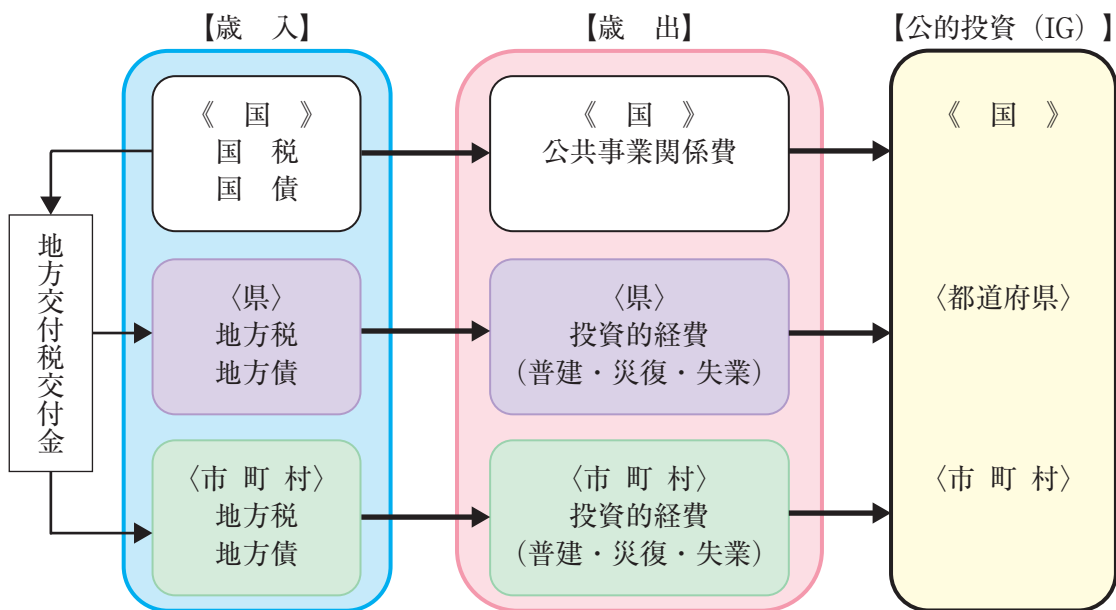 【歳　入】
【歳　出】
【公的投資（IG）】
《　国　》
国　税
国　債
《　国　》
公共事業関係費
《　国　》
地方交付税交付金
〈県〉
地方税
地方債
〈県〉
投資的経費
（普建・災復・失業）
〈都道府県〉
〈市 町 村〉
地方税
地方債
〈市 町 村〉
投資的経費
（普建・災復・失業）
〈市 町 村〉